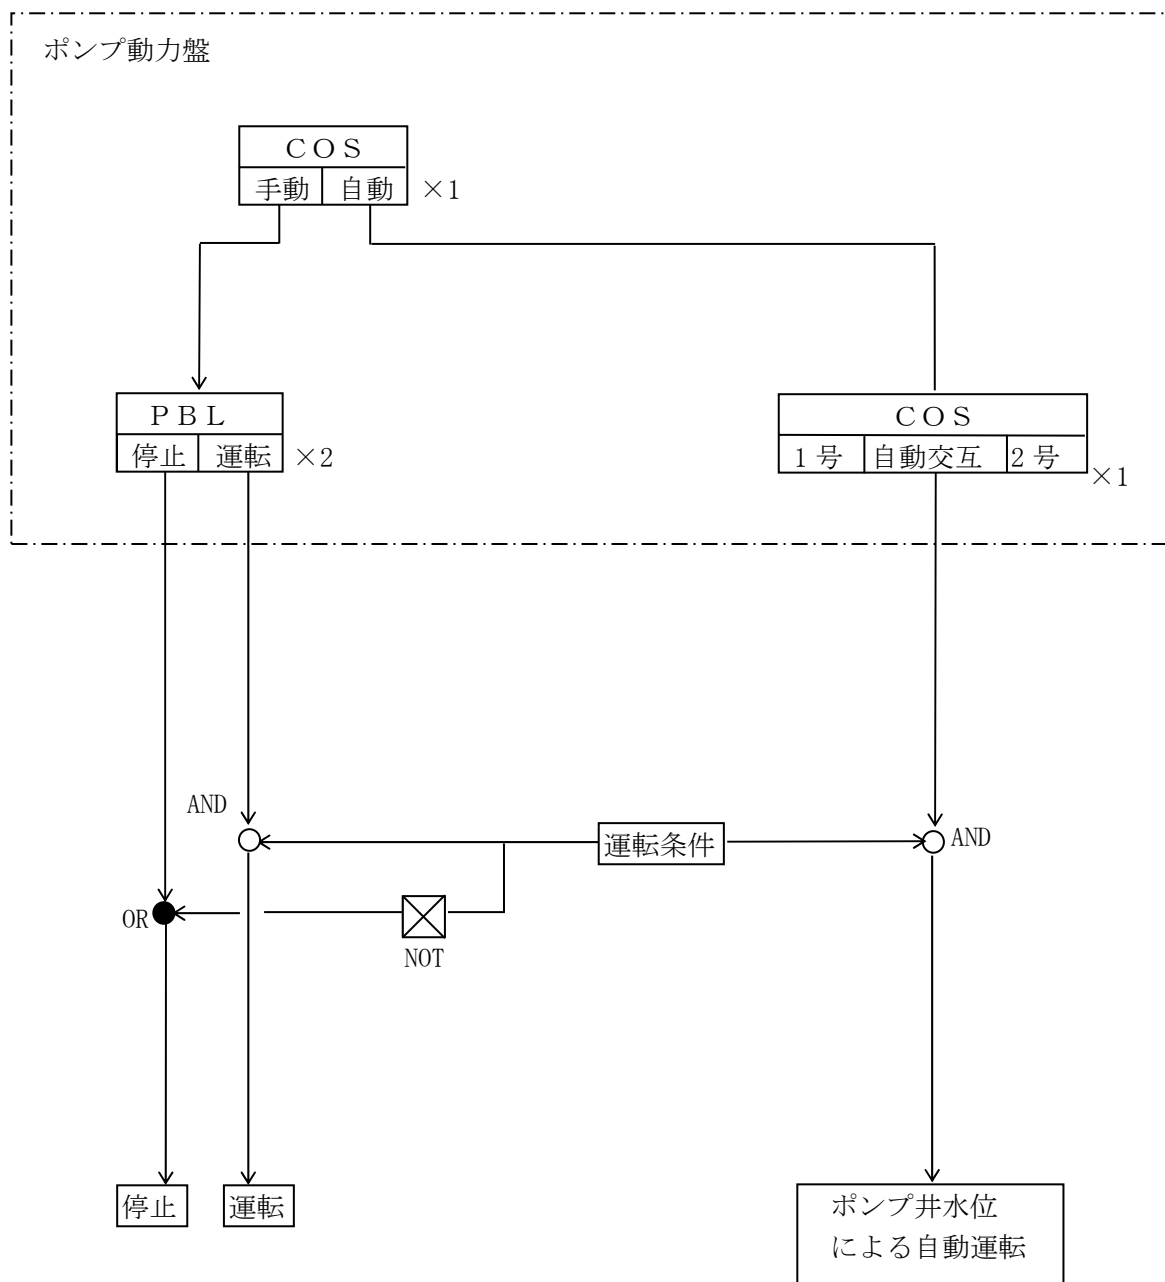 ポンプ動力盤
ＣＯＳ
手動 自動 ×1
ＰＢＬ
停止 運転 ×2
ＣＯＳ
1 号 自動交互 2 号 ×1
AND
運転条件
AND
OR
NOT
停止
運転
ポンプ井水位
による自動運転